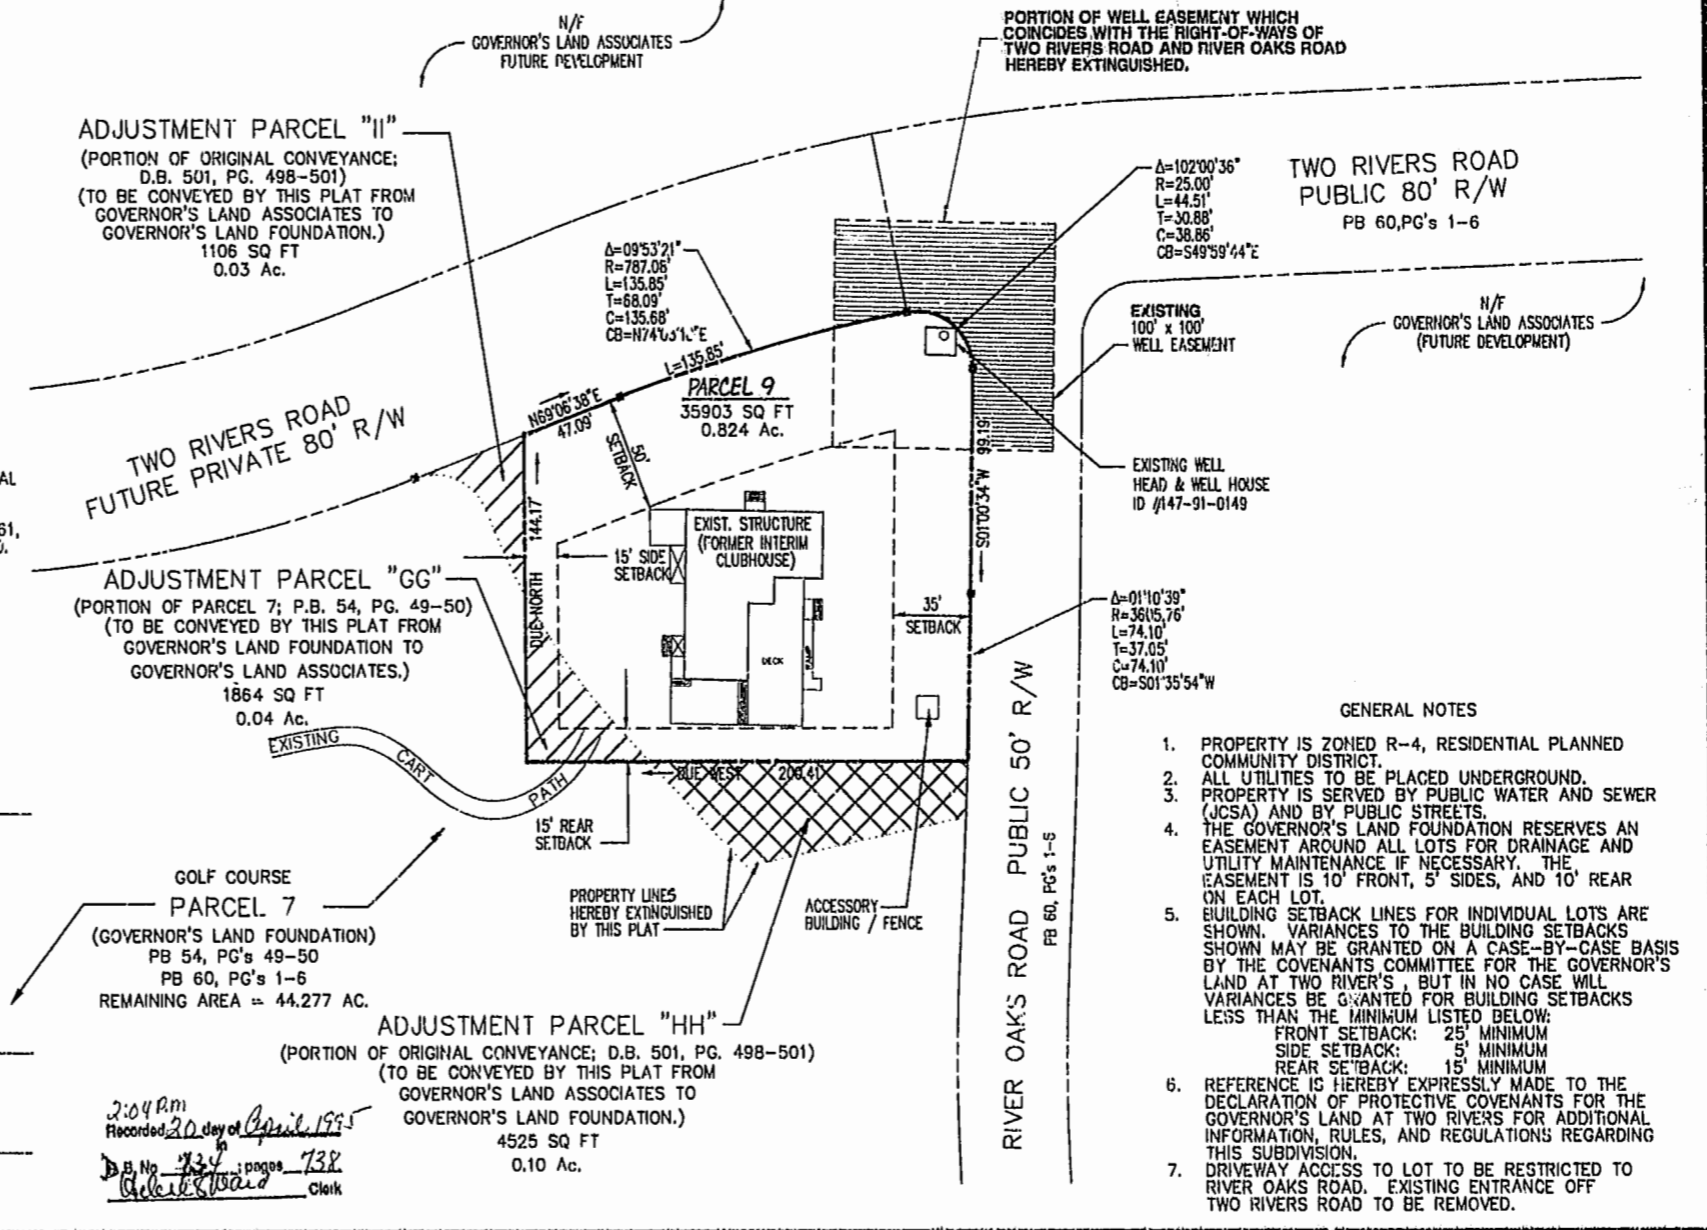 N/F
GOVERNOR'S LAND ASSOCIATES
FUTURE DEVELOPMENT
PORTION OF WELL EASEMENT WHICH
COINCIDES WITH THE RIGHT-OF-WAYS OF
TWO RIVERS ROAD AND RIVER OAKS ROAD
HEREBY EXTINGUISHED.
ADJUSTMENT PARCEL "II"
(PORTION OF ORIGINAL CONVEYANCE;
D.B. 501, PG. 498-501)
(TO BE CONVEYED BY THIS PLAT FROM
GOVERNOR'S LAND ASSOCIATES TO
GOVERNOR'S LAND FOUNDATION.)
1106 SQ FT
0.03 Ac.
Δ=09°53'21"
R=787.08'
L=135.85'
T=68.09'
C=135.68'
Δ=102°00'36"
R=25.00'
L=44.51'
T=30.88'
C=38.86'
CB=S49°59'44"E
TWO RIVERS ROAD
PUBLIC 80' R/W
PB 60,PG's 1-6
EXISTING
100' x 100'
WELL EASEMENT
N/F
GOVERNOR'S LAND ASSOCIATES
(FUTURE DEVELOPMENT)
L=135.85'
N69°06'38"E
47.09'
PARCEL 9
35903 SQ FT
0.824 Ac.
50'
SETBACK
TWO RIVERS ROAD
FUTURE PRIVATE 80' R/W
AL
61,
S01°00'34"W 99.19'
EXISTING WELL
HEAD & WELL HOUSE
ID #147-91-0149
EXIST. STRUCTURE
(FORMER INTERIM
CLUBHOUSE)
DUE NORTH 144.17'
15' SIDE
SETBACK
ADJUSTMENT PARCEL "GG"
(PORTION OF PARCEL 7; P.B. 54, PG. 49-50)
(TO BE CONVEYED BY THIS PLAT FROM
GOVERNOR'S LAND FOUNDATION TO
GOVERNOR'S LAND ASSOCIATES.)
1864 SQ FT
0.04 Ac.
35'
SETBACK
Δ=01°10'39"
R=3605.76'
L=74.10'
T=37.05'
C=74.10'
CB=S01°35'54"W
DECK
RAMP
EXISTING CART PATH
DUE WEST 200.41'
15' REAR
SETBACK
PROPERTY LINES
HEREBY EXTINGUISHED
BY THIS PLAT
ACCESSORY
BUILDING / FENCE
RIVER OAKS ROAD PUBLIC 50' R/W
PB 60, PG's 1-6
GOLF COURSE
PARCEL 7
(GOVERNOR'S LAND FOUNDATION)
PB 54, PG's 49-50
PB 60, PG's 1-6
REMAINING AREA = 44.277 AC.
ADJUSTMENT PARCEL "HH"
(PORTION OF ORIGINAL CONVEYANCE; D.B. 501, PG. 498-501)
(TO BE CONVEYED BY THIS PLAT FROM
GOVERNOR'S LAND ASSOCIATES TO
GOVERNOR'S LAND FOUNDATION.)
4525 SQ FT
0.10 Ac.
2:04 P.m
Recorded 20 day of April 1995
in
D.B. No 734 ; pages 738
Clerk
GENERAL NOTES
1. PROPERTY IS ZONED R-4, RESIDENTIAL PLANNED
COMMUNITY DISTRICT.
2. ALL UTILITIES TO BE PLACED UNDERGROUND.
3. PROPERTY IS SERVED BY PUBLIC WATER AND SEWER
(JCSA) AND BY PUBLIC STREETS.
4. THE GOVERNOR'S LAND FOUNDATION RESERVES AN
EASEMENT AROUND ALL LOTS FOR DRAINAGE AND
UTILITY MAINTENANCE IF NECESSARY. THE
EASEMENT IS 10' FRONT, 5' SIDES, AND 10' REAR
ON EACH LOT.
5. BUILDING SETBACK LINES FOR INDIVIDUAL LOTS ARE
SHOWN. VARIANCES TO THE BUILDING SETBACKS
SHOWN MAY BE GRANTED ON A CASE-BY-CASE BASIS
BY THE COVENANTS COMMITTEE FOR THE GOVERNOR'S
LAND AT TWO RIVER'S , BUT IN NO CASE WILL
VARIANCES BE GRANTED FOR BUILDING SETBACKS
LESS THAN THE MINIMUM LISTED BELOW:
FRONT SETBACK: 25' MINIMUM
SIDE SETBACK: 5' MINIMUM
REAR SETBACK: 15' MINIMUM
6. REFERENCE IS HEREBY EXPRESSLY MADE TO THE
DECLARATION OF PROTECTIVE COVENANTS FOR THE
GOVERNOR'S LAND AT TWO RIVERS FOR ADDITIONAL
INFORMATION, RULES, AND REGULATIONS REGARDING
THIS SUBDIVISION.
7. DRIVEWAY ACCESS TO LOT TO BE RESTRICTED TO
RIVER OAKS ROAD. EXISTING ENTRANCE OFF
TWO RIVERS ROAD TO BE REMOVED.